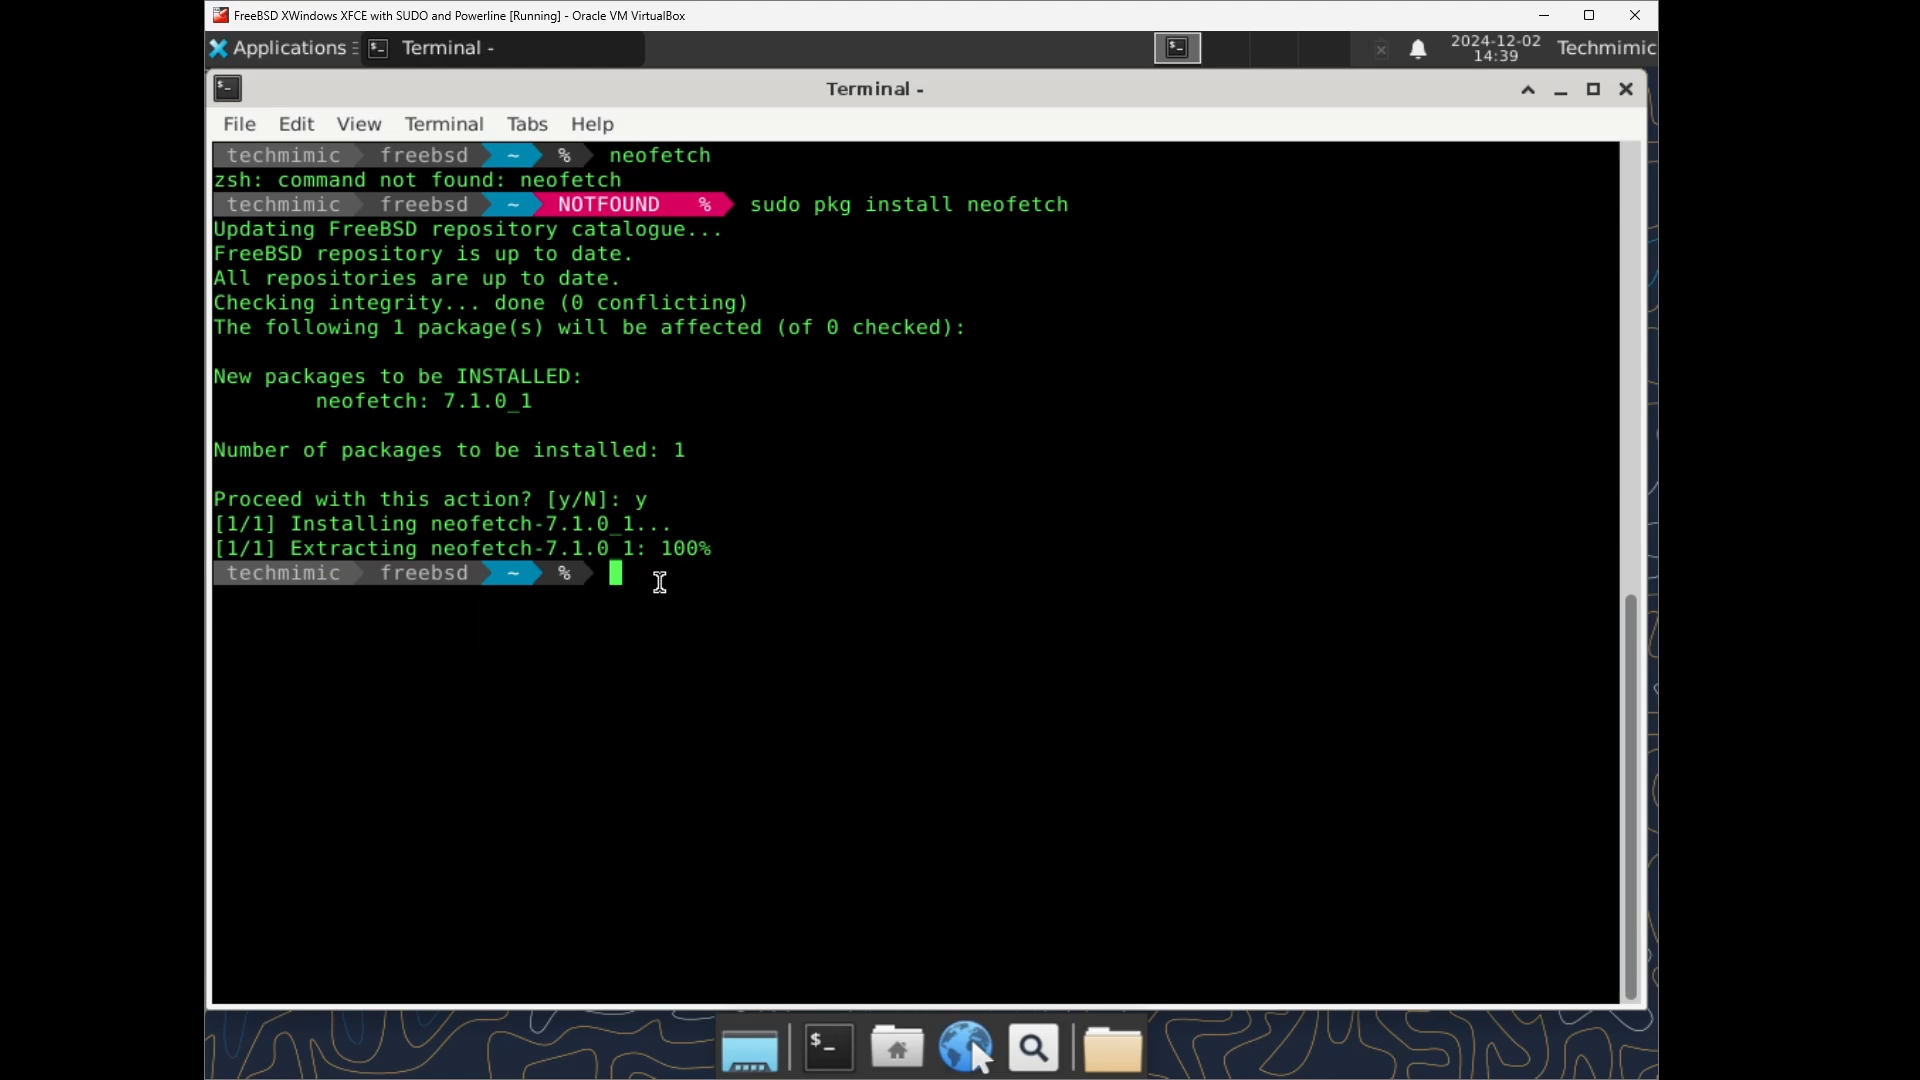 FreeBSD XWindows XFCE with SUDO and Powerline [Running] - Oracle VM VirtualBox
Applications Terminal - 2024-12-02 14:39 Techmimic
Terminal -
File Edit View Terminal Tabs Help
techmimic freebsd ~ % neofetch
zsh: command not found: neofetch
techmimic freebsd ~ NOTFOUND % sudo pkg install neofetch
Updating FreeBSD repository catalogue...
FreeBSD repository is up to date.
All repositories are up to date.
Checking integrity... done (0 conflicting)
The following 1 package(s) will be affected (of 0 checked):
New packages to be INSTALLED:
neofetch: 7.1.0_1
Number of packages to be installed: 1
Proceed with this action? [y/N]: y
[1/1] Installing neofetch-7.1.0_1...
[1/1] Extracting neofetch-7.1.0_1: 100%
techmimic freebsd ~ %